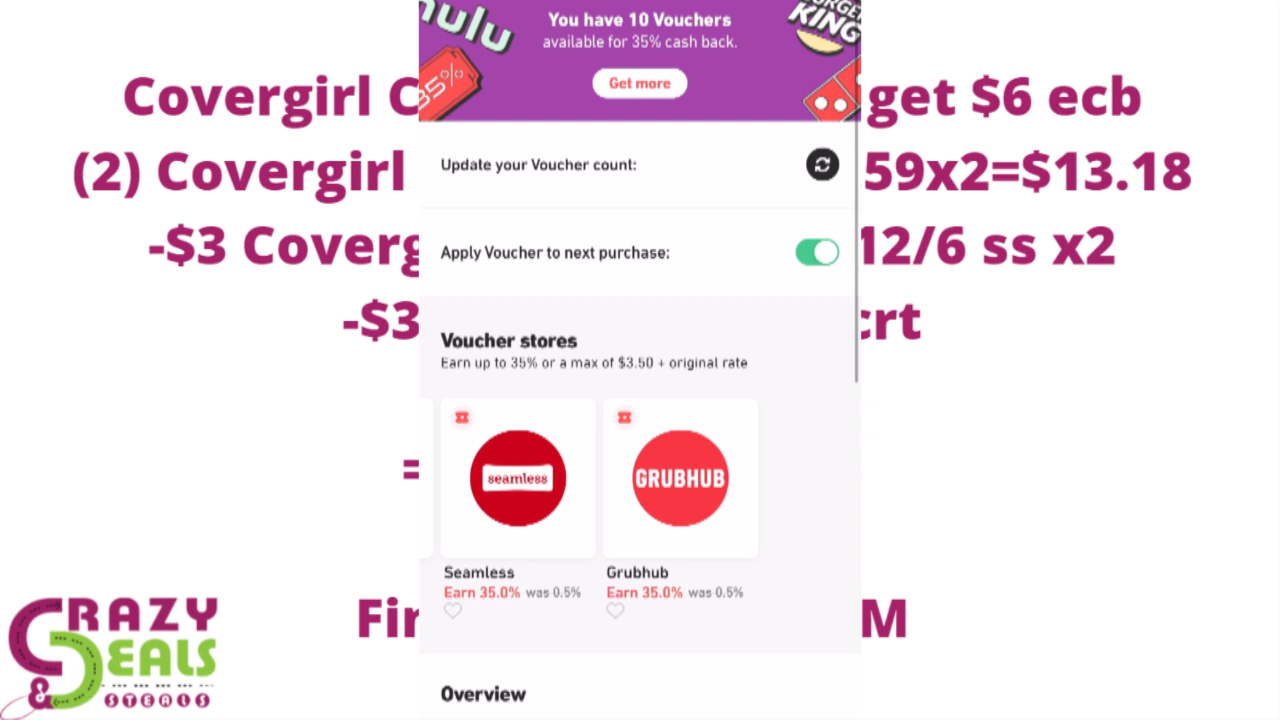 hulu
BURGER
KING
35%
You have 10 Vouchers
available for 35% cash back.
Get more
Covergirl C
get $6 ecb
(2) Covergirl
59x2=$13.18
-$3 Coverg
12/6 ss x2
-$3
crt
=
Fir
M
Update your Voucher count:
Apply Voucher to next purchase:
Voucher stores
Earn up to 35% or a max of $3.50 + original rate
seamless
GRUBHUB
Seamless
Grubhub
Earn 35.0% was 0.5%
Earn 35.0% was 0.5%
Overview
CRAZY
DEALS
& STEALS